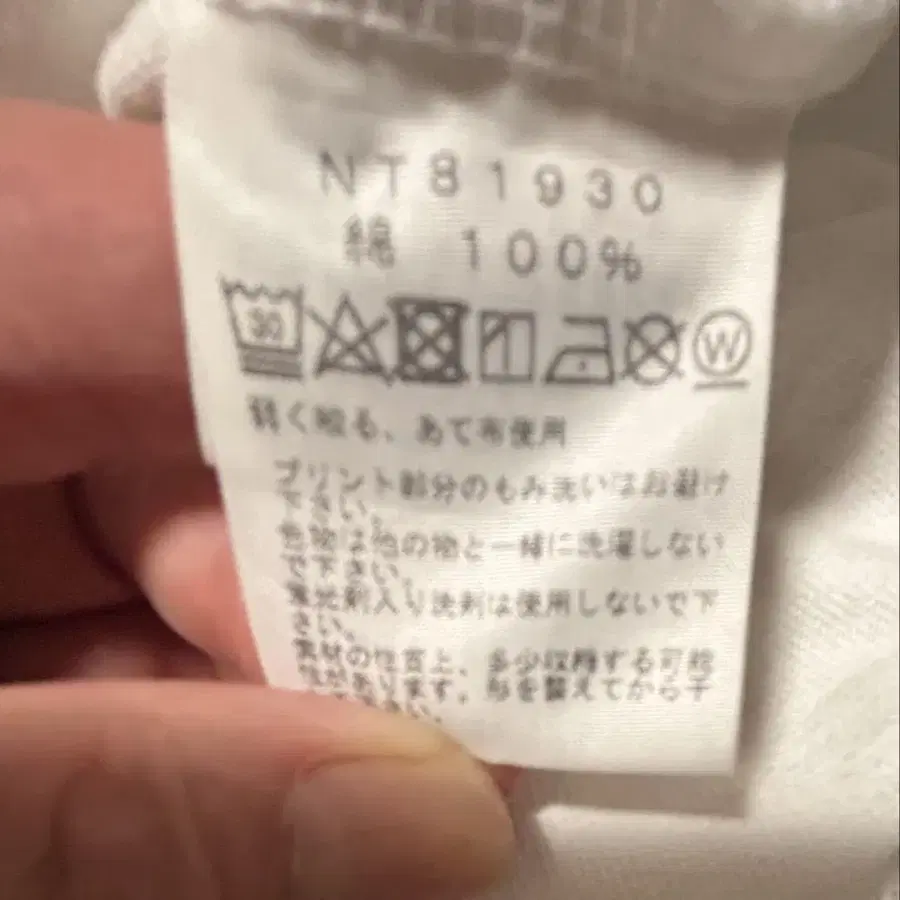 NT81930
綿 100%
30
W
軽く絞る、あて布使用
プリント部分のもみ洗いはお避け
下さい。
色物は他の物と一緒に洗濯しない
で下さい。
蛍光剤入り洗剤は使用しないで下
さい。
素材の性質上、多少収縮する可能
性があります。形を整えてから干
下さい。